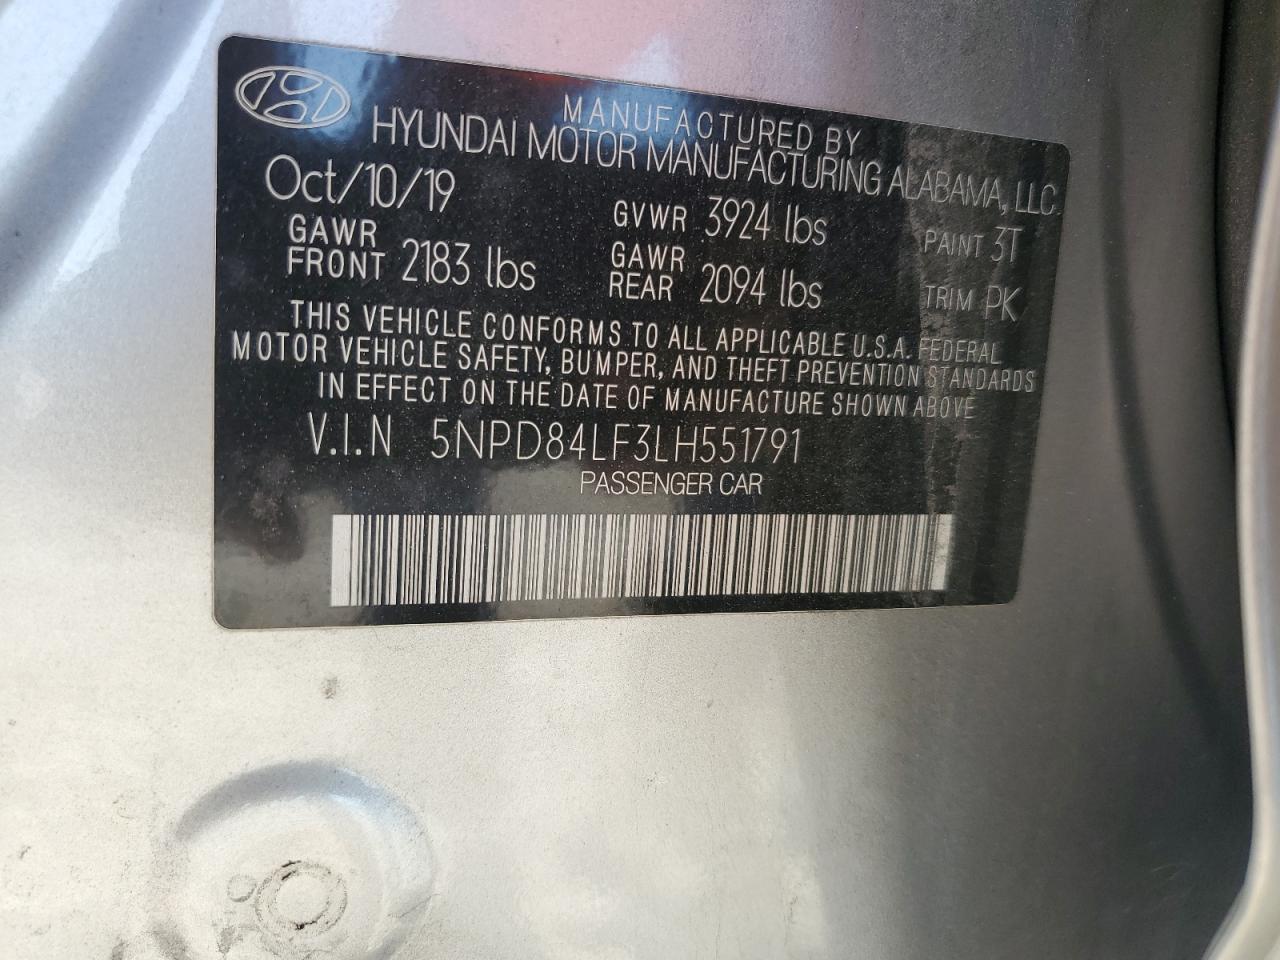 MANUFACTURED BY
HYUNDAI MOTOR MANUFACTURING ALABAMA, LLC
Oct/10/19 GVWR 3924 lbs PAINT 3T
GAWR FRONT 2183 lbs GAWR REAR 2094 lbs TRIM PK
THIS VEHICLE CONFORMS TO ALL APPLICABLE U.S.A. FEDERAL
MOTOR VEHICLE SAFETY, BUMPER, AND THEFT PREVENTION STANDARDS
IN EFFECT ON THE DATE OF MANUFACTURE SHOWN ABOVE
V.I.N 5NPD84LF3LH551791
PASSENGER CAR